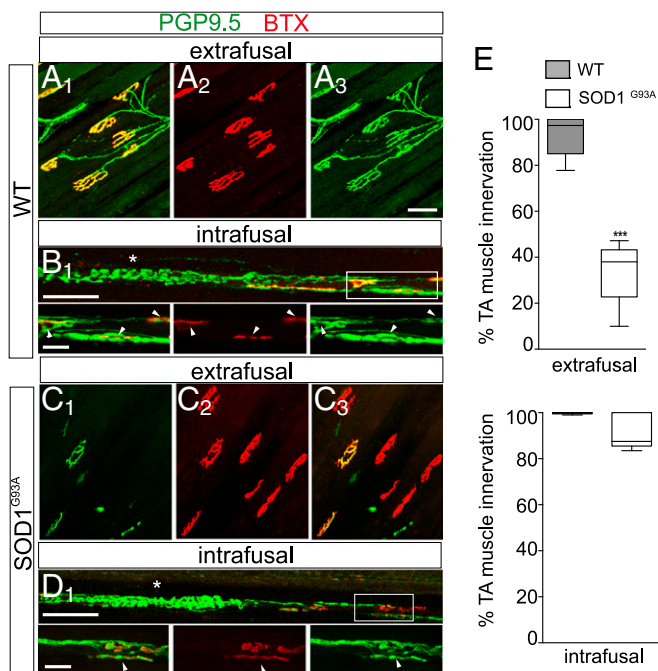 PGP9.5 BTX
extrafusal
WT
A1 A2 A3
intrafusal
B1 *
extrafusal
SOD1G93A
C1 C2 C3
intrafusal
D1 *
E
WT
SOD1 G93A
100
80
60
40
20
0
% TA muscle innervation
***
extrafusal
100
80
60
40
20
0
% TA muscle innervation
intrafusal